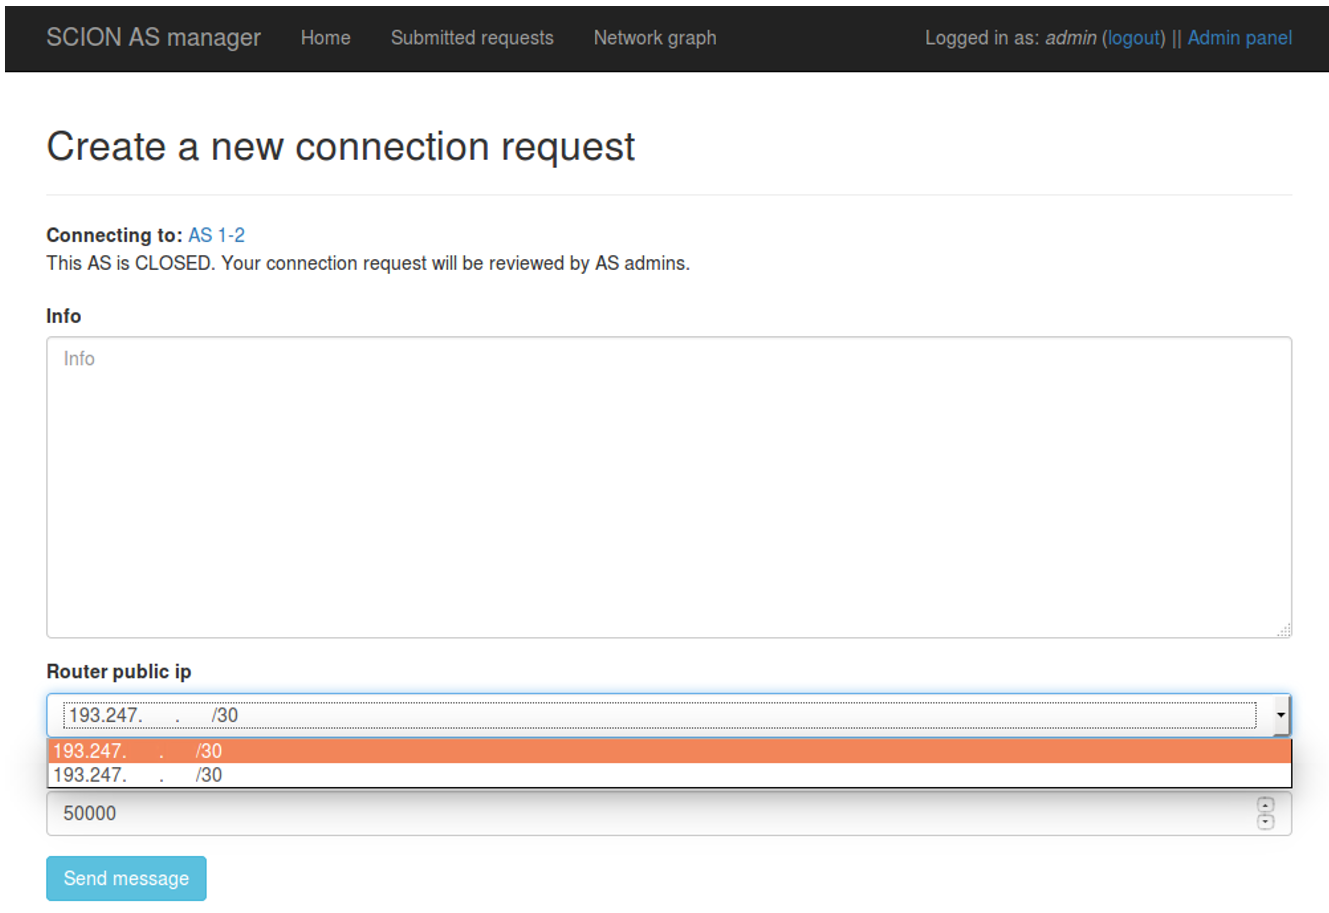 SCION AS manager Home Submitted requests Network graph Logged in as: admin (logout) || Admin panel
Create a new connection request
Connecting to: AS 1-2
This AS is CLOSED. Your connection request will be reviewed by AS admins.
Info
Info
Router public ip
193.247. . /30
193.247. . /30
193.247. . /30
50000
Send message